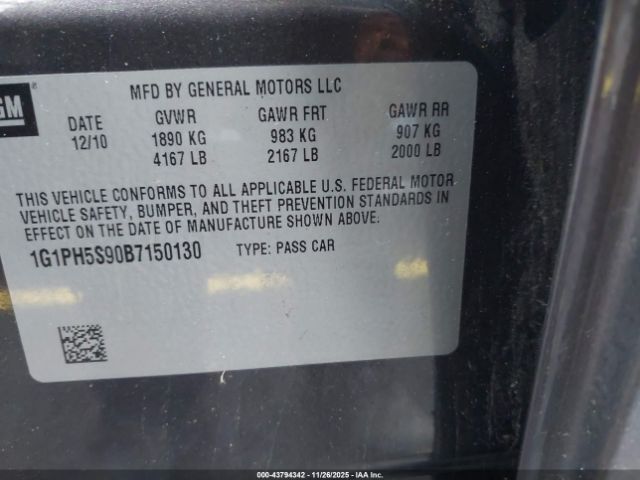 GM ®
MFD BY GENERAL MOTORS LLC
DATE GVWR GAWR FRT GAWR RR
12/10 1890 KG 983 KG 907 KG
4167 LB 2167 LB 2000 LB
THIS VEHICLE CONFORMS TO ALL APPLICABLE U.S. FEDERAL MOTOR
VEHICLE SAFETY, BUMPER, AND THEFT PREVENTION STANDARDS IN
EFFECT ON THE DATE OF MANUFACTURE SHOWN ABOVE.
1G1PH5S90B7150130 TYPE: PASS CAR
000-43794342 - 11/26/2025 - IAA Inc.